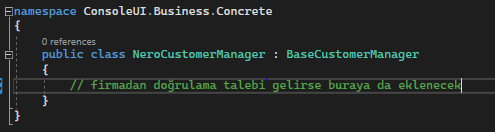 namespace ConsoleUI.Business.Concrete
{
0 references
public class NeroCustomerManager : BaseCustomerManager
{
// firmadan doğrulama talebi gelirse buraya da eklenecek
}
}